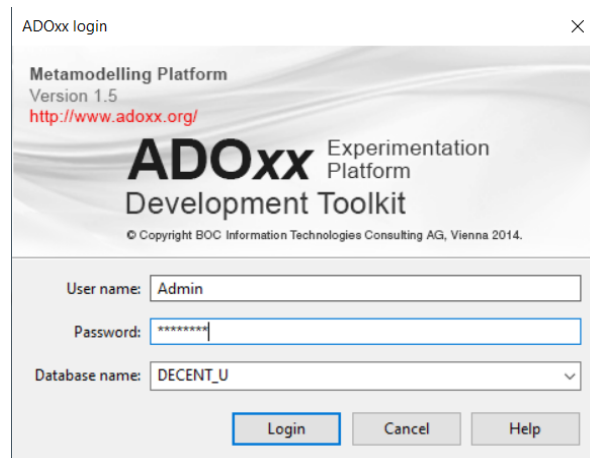 ADOxx login
Metamodelling Platform
Version 1.5
http://www.adoxx.org/
ADOxx Experimentation Platform
Development Toolkit
© Copyright BOC Information Technologies Consulting AG, Vienna 2014.
User name: Admin
Password: ********
Database name: DECENT_U
Login Cancel Help